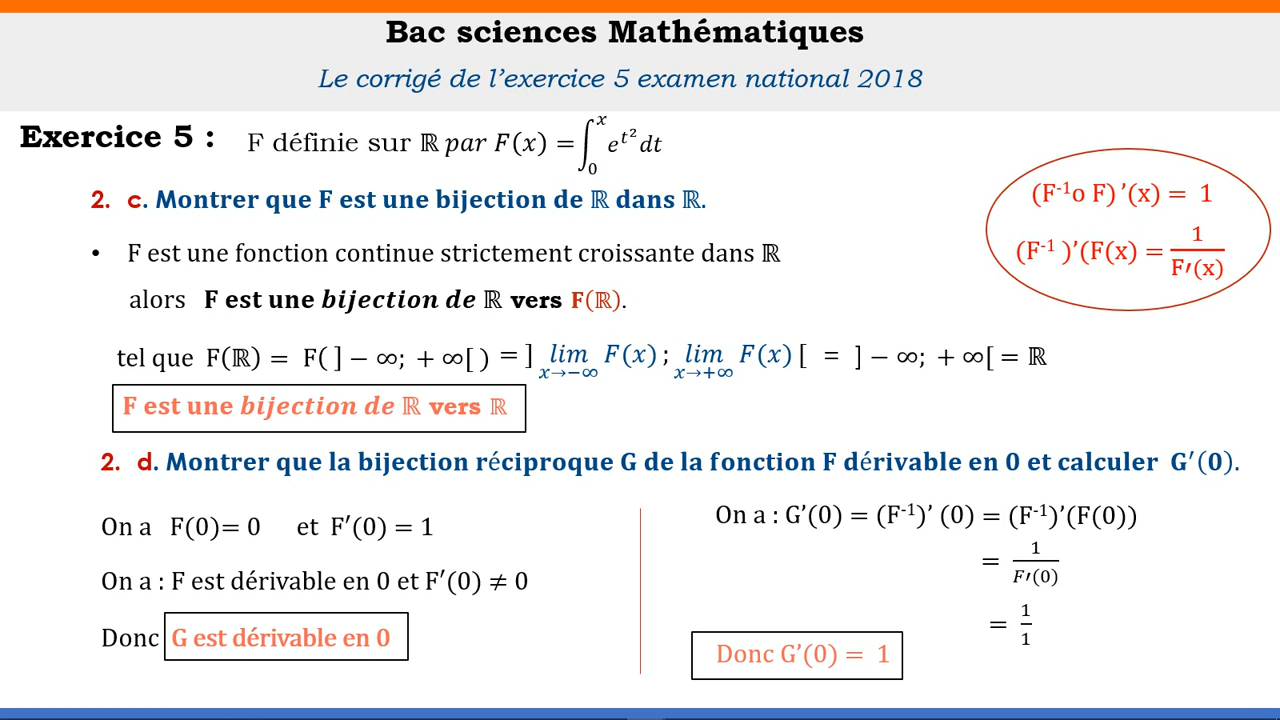 Bac sciences Mathématiques
Le corrigé de l'exercice 5 examen national 2018
Exercice 5 : F définie sur ℝ par F(x) = ∫₀ˣ e^{t²} dt
(F⁻¹o F) ’(x) = 1
(F⁻¹ )’(F(x) = 1/F′(x)
2. c. Montrer que F est une bijection de ℝ dans ℝ.
• F est une fonction continue strictement croissante dans ℝ
alors F est une bijection de ℝ vers F(ℝ).
tel que F(ℝ) = F( ]− ∞; + ∞[ ) = ] lim_{x→−∞} F(x) ; lim_{x→+∞} F(x) [ = ]− ∞; + ∞[ = ℝ
F est une bijection de ℝ vers ℝ
2. d. Montrer que la bijection réciproque G de la fonction F dérivable en 0 et calculer G′(0).
On a F(0)= 0 et F′(0) = 1
On a : F est dérivable en 0 et F′(0) ≠ 0
Donc G est dérivable en 0
On a : G’(0) = (F⁻¹)’ (0) = (F⁻¹)’(F(0))
= 1/F′(0)
= 1/1
Donc G’(0) = 1